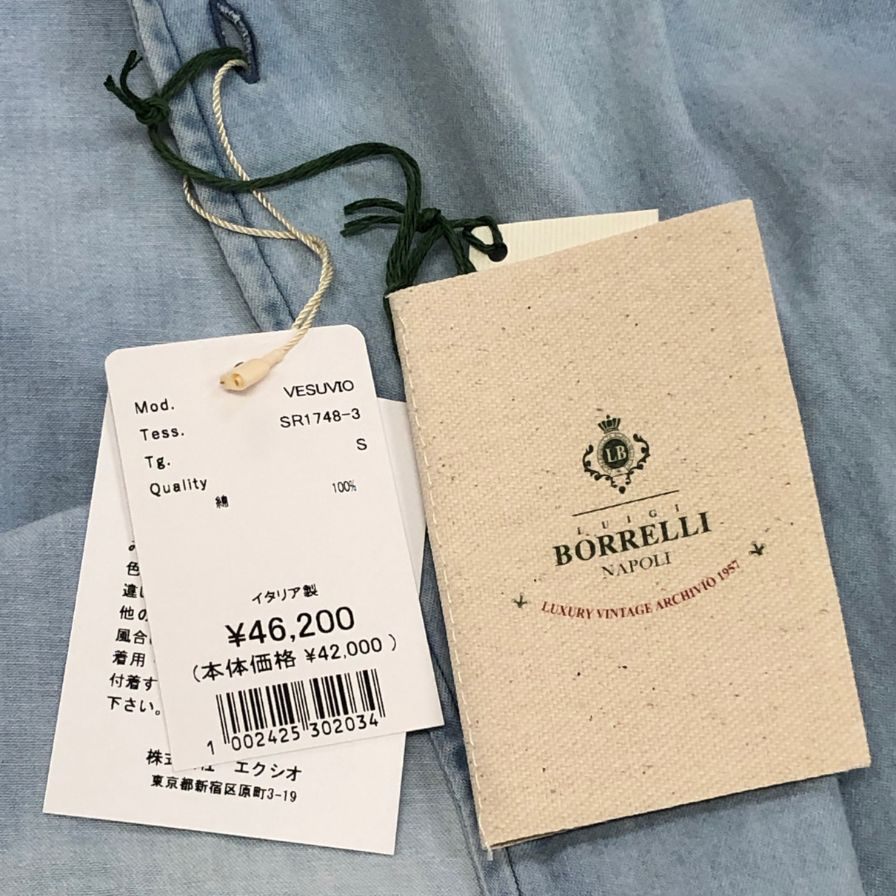 Mod. VESUVIO
Tess. SR1748-3
Tg. S
Quality
綿 100%
イタリア製
¥46,200
(本体価格 ¥42,000 )
1 002425 302034
色
違い
他の
風合
着用
付着す
下さい。
株式 エクシオ
東京都新宿区原町3-19
LB
LUIGI
BORRELLI
NAPOLI
LUXURY VINTAGE ARCHIVIO 1957